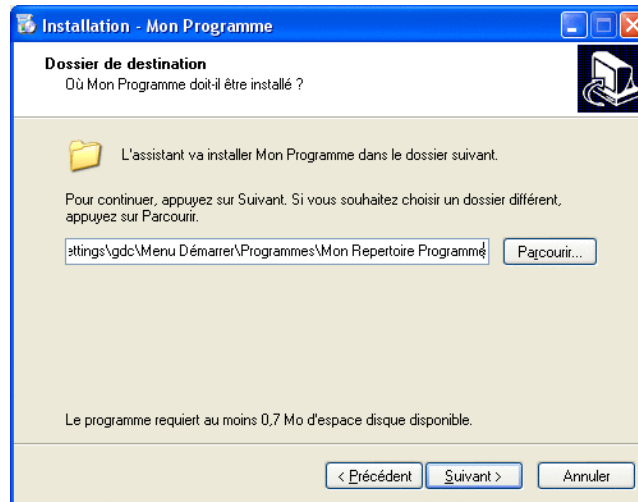 Installation - Mon Programme
Dossier de destination
Où Mon Programme doit-il être installé ?
L'assistant va installer Mon Programme dans le dossier suivant.
Pour continuer, appuyez sur Suivant. Si vous souhaitez choisir un dossier différent,
appuyez sur Parcourir.
ettings\gdc\Menu Démarrer\Programmes\Mon Repertoire Programme
Parcourir...
Le programme requiert au moins 0,7 Mo d'espace disque disponible.
< Précédent
Suivant >
Annuler